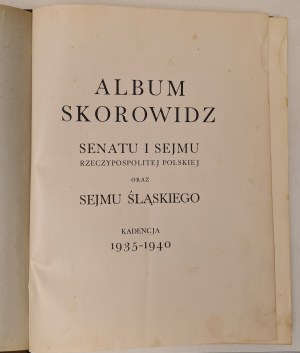 ALBUM
SKOROWIDZ
SENATU I SEJMU
RZECZYPOSPOLITEJ POLSKIEJ
ORAZ
SEJMU ŚLĄSKIEGO
KADENCJA
1935-1940